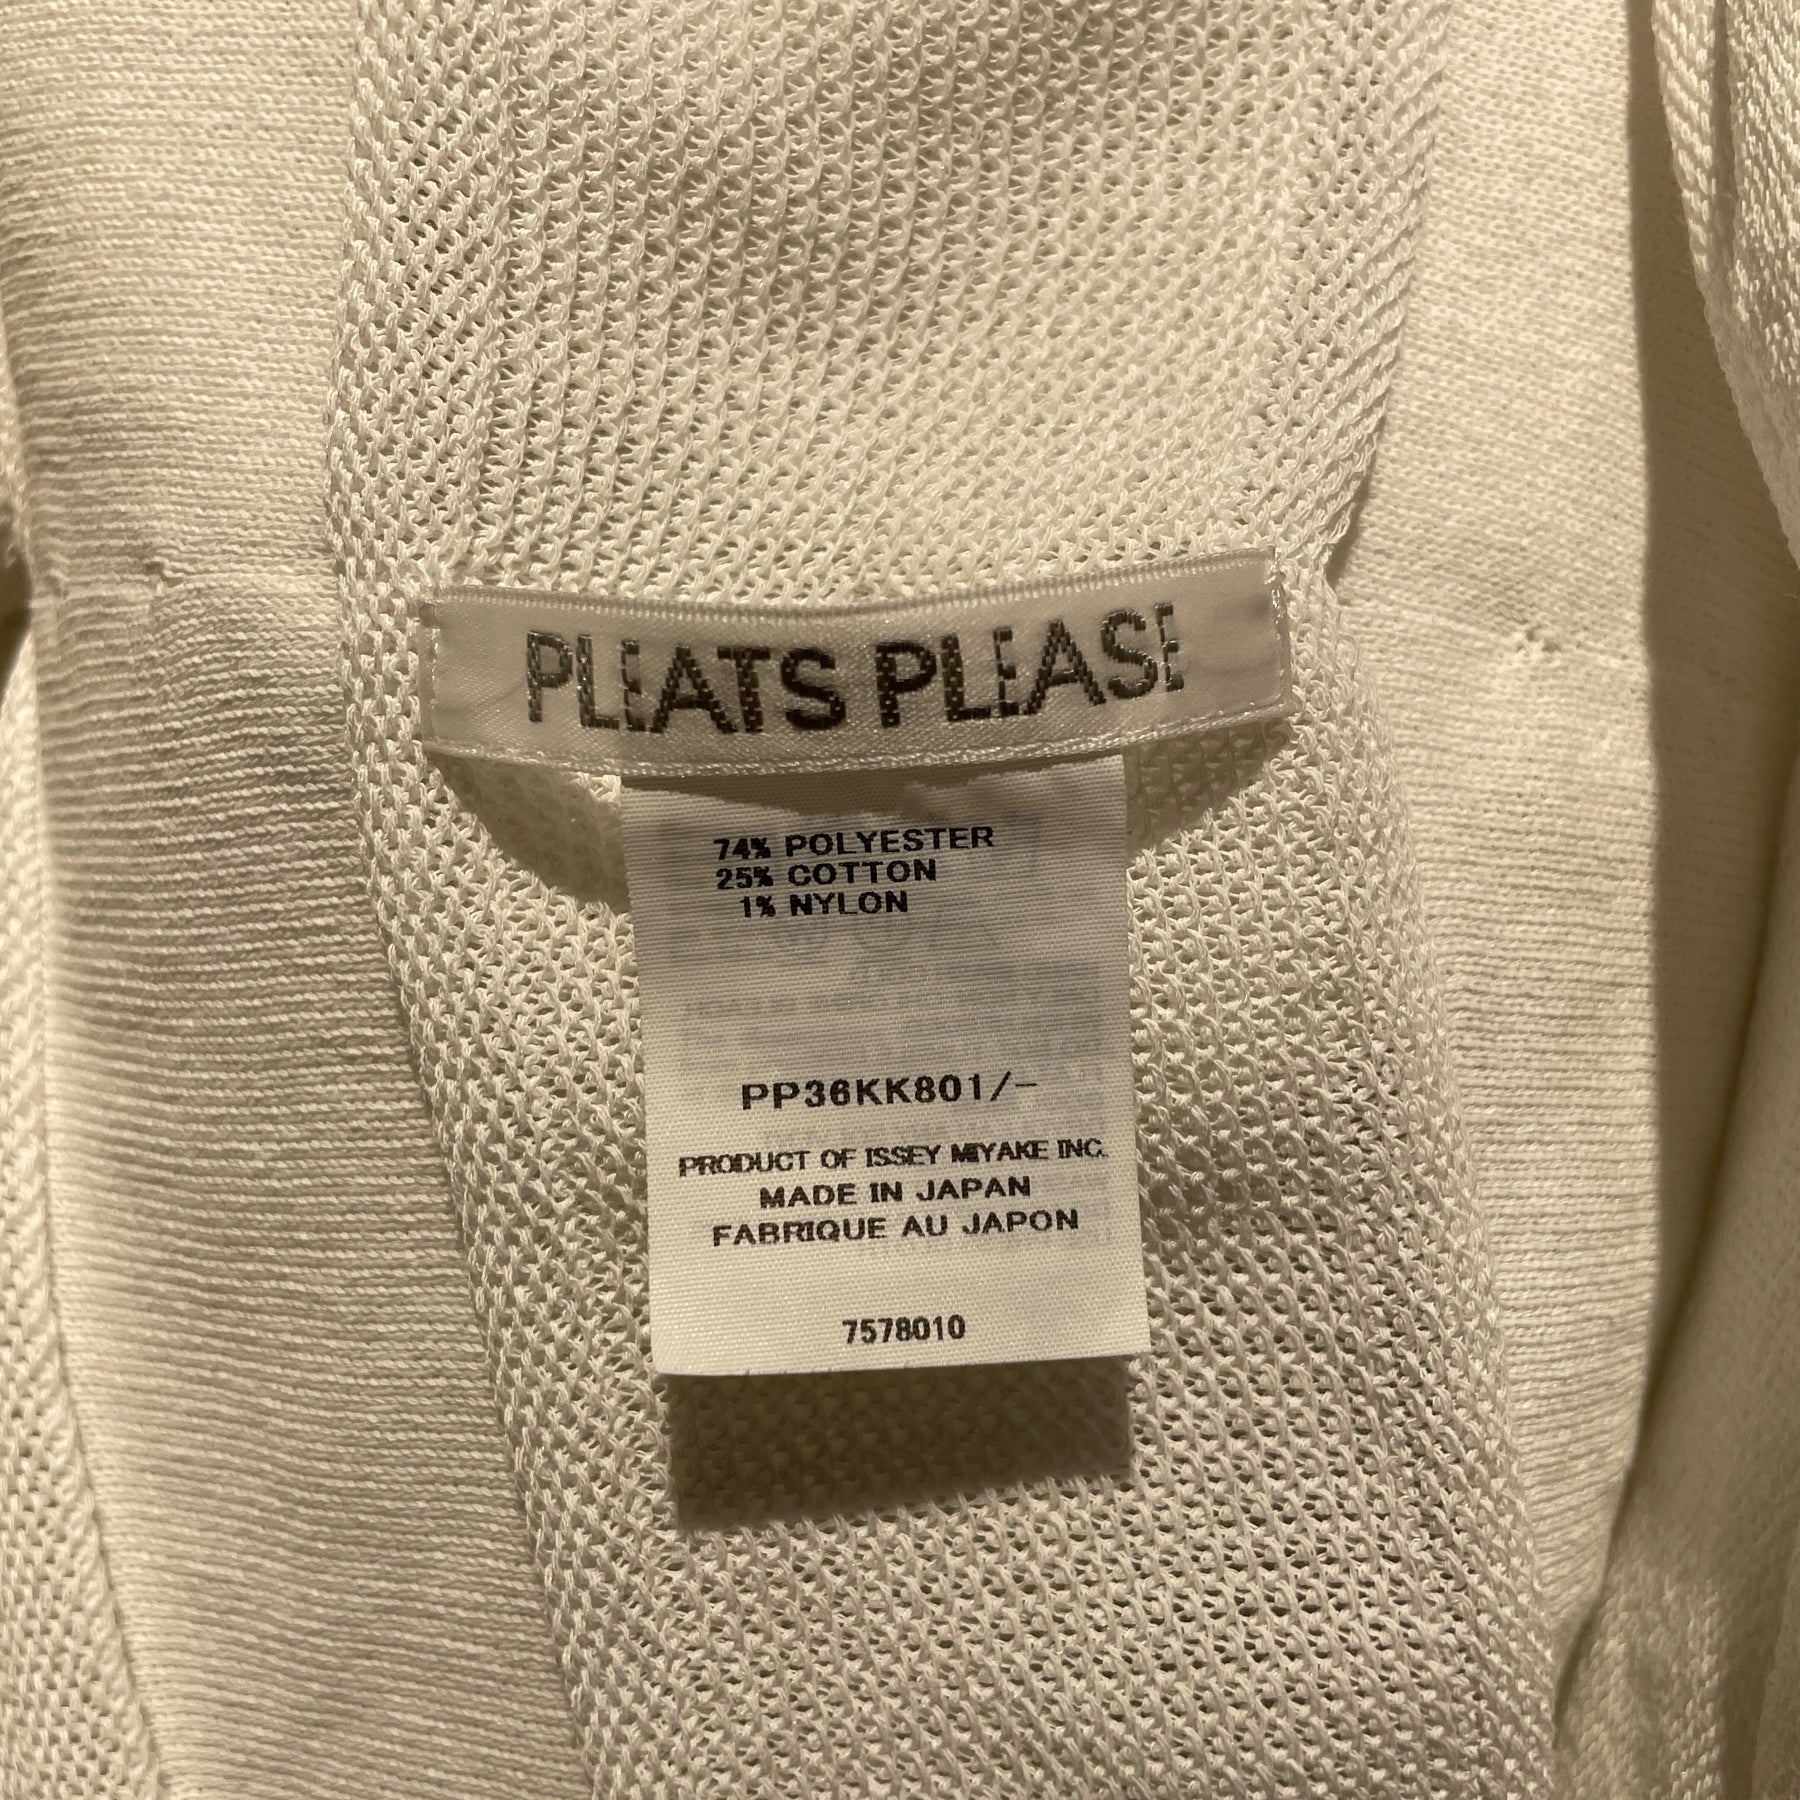 PLEATS PLEASE
74% POLYESTER
25% COTTON
1% NYLON
PP36KK801/-
PRODUCT OF ISSEY MIYAKE INC.
MADE IN JAPAN
FABRIQUE AU JAPON
7578010